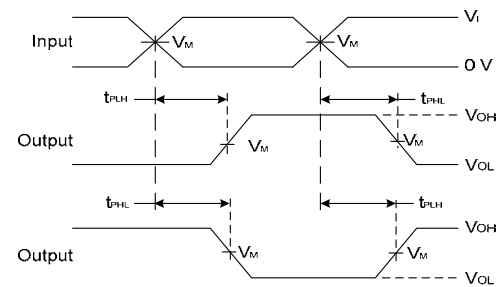 VI
Input VM VM
0 V
tPLH tPHL
VOH
Output VM VM
VOL
tPHL tPLH
VOH
Output VM VM
VOL